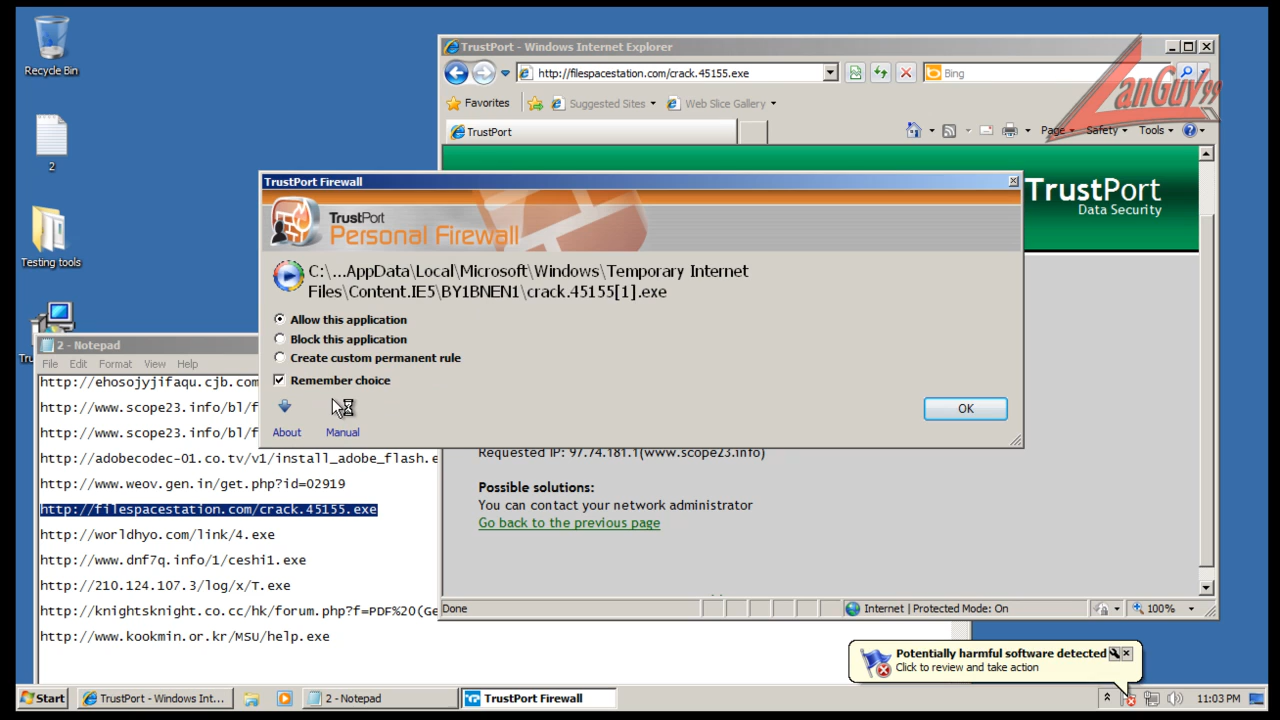 Recycle Bin
2
Testing tools
TrustPort - Windows Internet Explorer
http://filespacestation.com/crack.45155.exe
Bing
Favorites
Suggested Sites
Web Slice Gallery
TrustPort
Page
Safety
Tools
anGuy99
TrustPort
Data Security
TrustPort Firewall
TrustPort
Personal Firewall
C:\...AppData\Local\Microsoft\Windows\Temporary Internet
Files\Content.IE5\BY1BNEN1\crack.45155[1].exe
Allow this application
Block this application
Create custom permanent rule
Remember choice
OK
About
Manual
2 - Notepad
File Edit Format View Help
http://ehosojyjifaqu.cjb.com
http://www.scope23.info/bl/f
http://www.scope23.info/bl/f
http://adobecodec-01.co.tv/v1/install_adobe_flash.e
http://www.weov.gen.in/get.php?id=02919
http://filespacestation.com/crack.45155.exe
http://worldhyo.com/link/4.exe
http://www.dnf7q.info/1/ceshi1.exe
http://210.124.107.3/log/x/T.exe
http://knightsknight.co.cc/hk/forum.php?f=PDF%20(Ge
http://www.kookmin.or.kr/MSU/help.exe
Requested IP: 97.74.181.1(www.scope23.info)
Possible solutions:
You can contact your network administrator
Go back to the previous page
Done
Internet | Protected Mode: On
100%
Potentially harmful software detected
Click to review and take action
Start
TrustPort - Windows Int...
2 - Notepad
TrustPort Firewall
11:03 PM